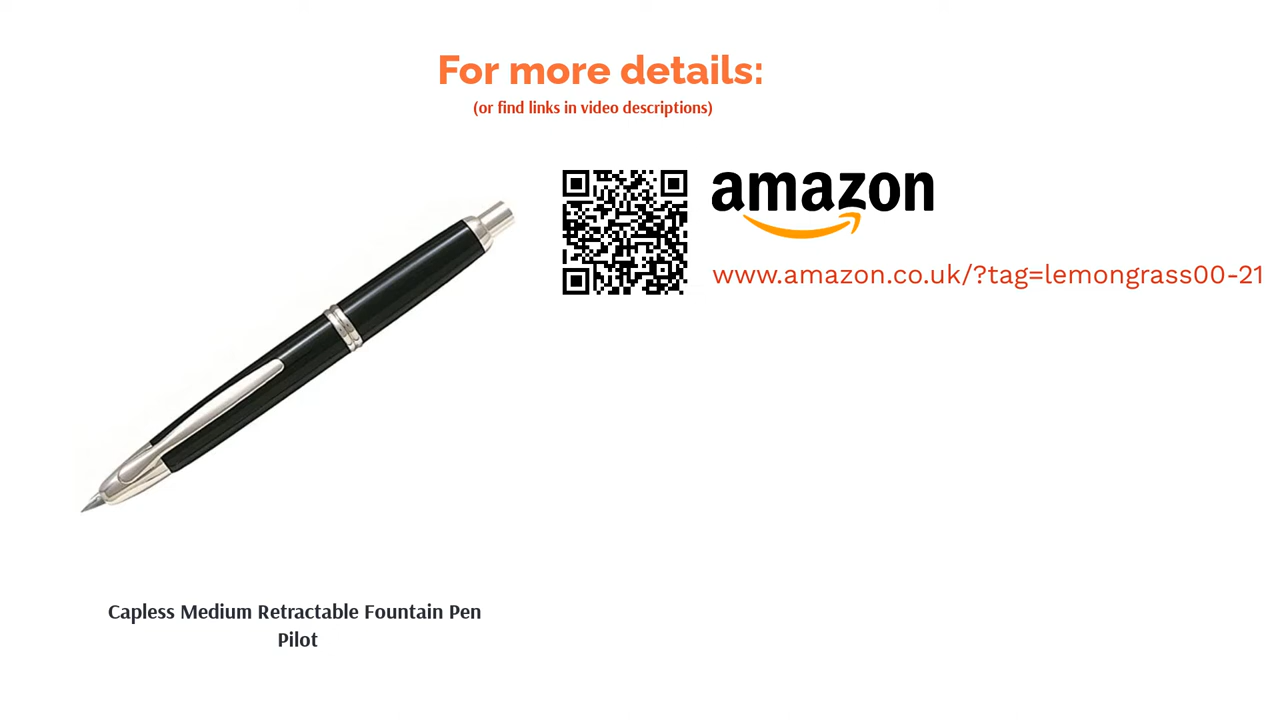 For more details:
(or find links in video descriptions)
amazon
www.amazon.co.uk/?tag=lemongrass00-21
Capless Medium Retractable Fountain Pen
Pilot